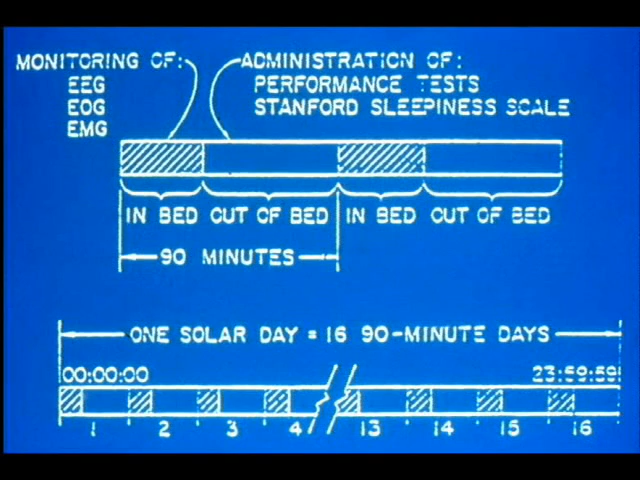 MONITORING OF:
EEG
EOG
EMG
ADMINISTRATION OF:
PERFORMANCE TESTS
STANFORD SLEEPINESS SCALE
IN BED OUT OF BED IN BED OUT OF BED
90 MINUTES
ONE SOLAR DAY = 16 90-MINUTE DAYS
00:00:00 23:59:59
1 2 3 4 13 14 15 16